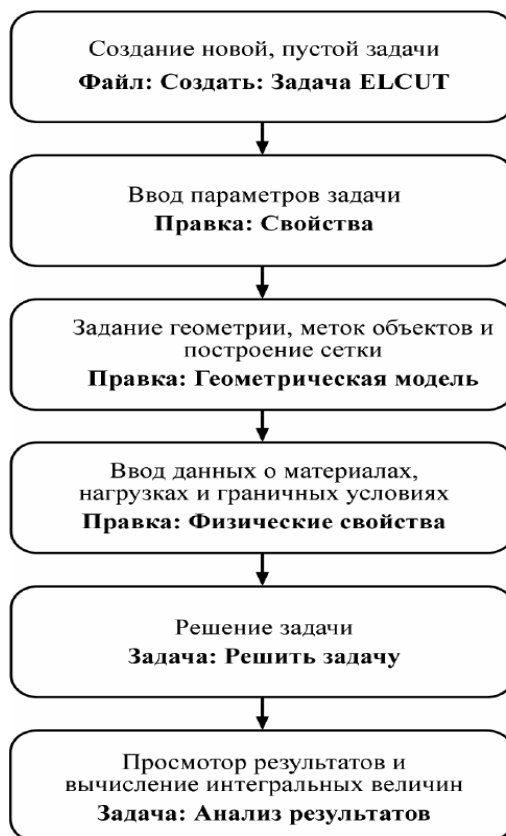 Создание новой, пустой задачи
Файл: Создать: Задача ELCUT
Ввод параметров задачи
Правка: Свойства
Задание геометрии, меток объектов и
построение сетки
Правка: Геометрическая модель
Ввод данных о материалах,
нагрузках и граничных условиях
Правка: Физические свойства
Решение задачи
Задача: Решить задачу
Просмотор результатов и
вычисление интегральных величин
Задача: Анализ результатов